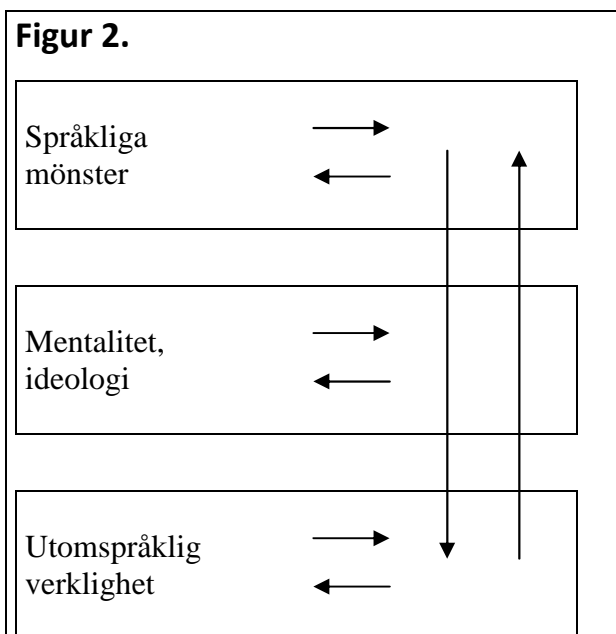 Figur 2.
Språkliga
mönster
Mentalitet,
ideologi
Utomspråklig
verklighet